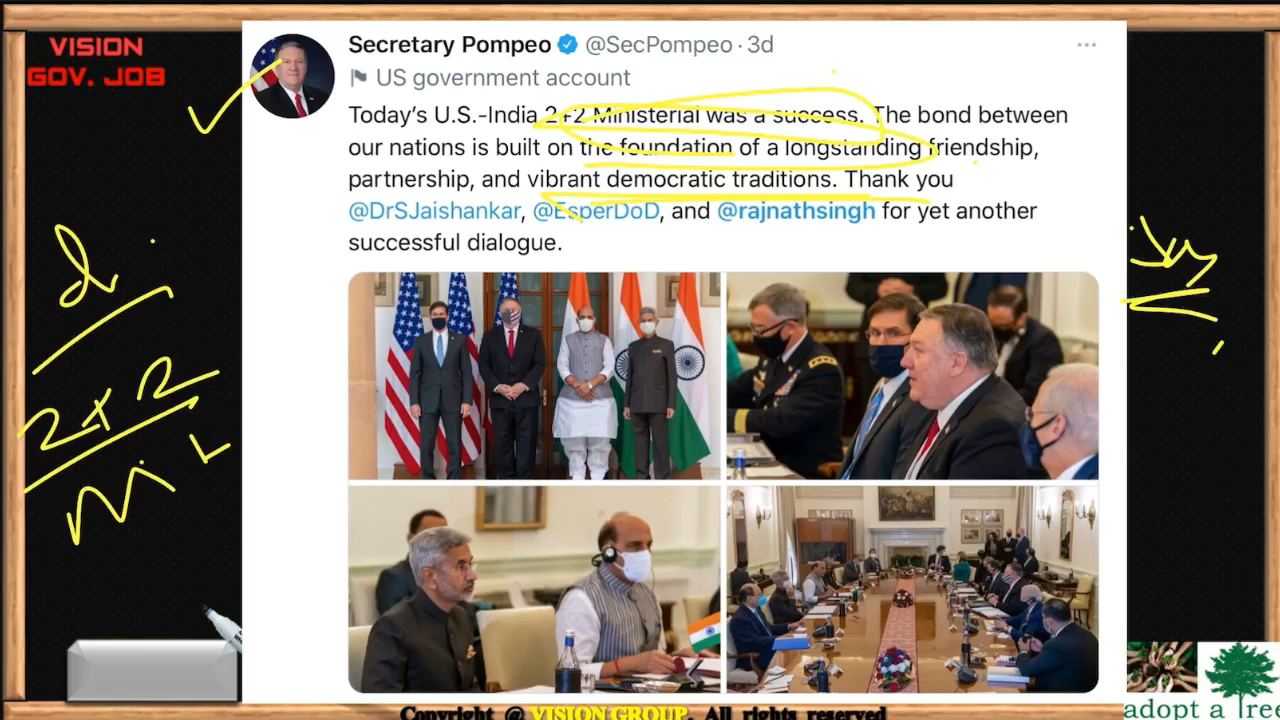 VISION
GOV. JOB
Secretary Pompeo @SecPompeo · 3d
US government account
Today's U.S.-India 2+2 Ministerial was a success. The bond between
our nations is built on the foundation of a longstanding friendship,
partnership, and vibrant democratic traditions. Thank you
@DrSJaishankar, @EsperDoD, and @rajnathsingh for yet another
successful dialogue.
2+2
adopt a Tree
Copyright @ VISION GROUP. All rights reserved